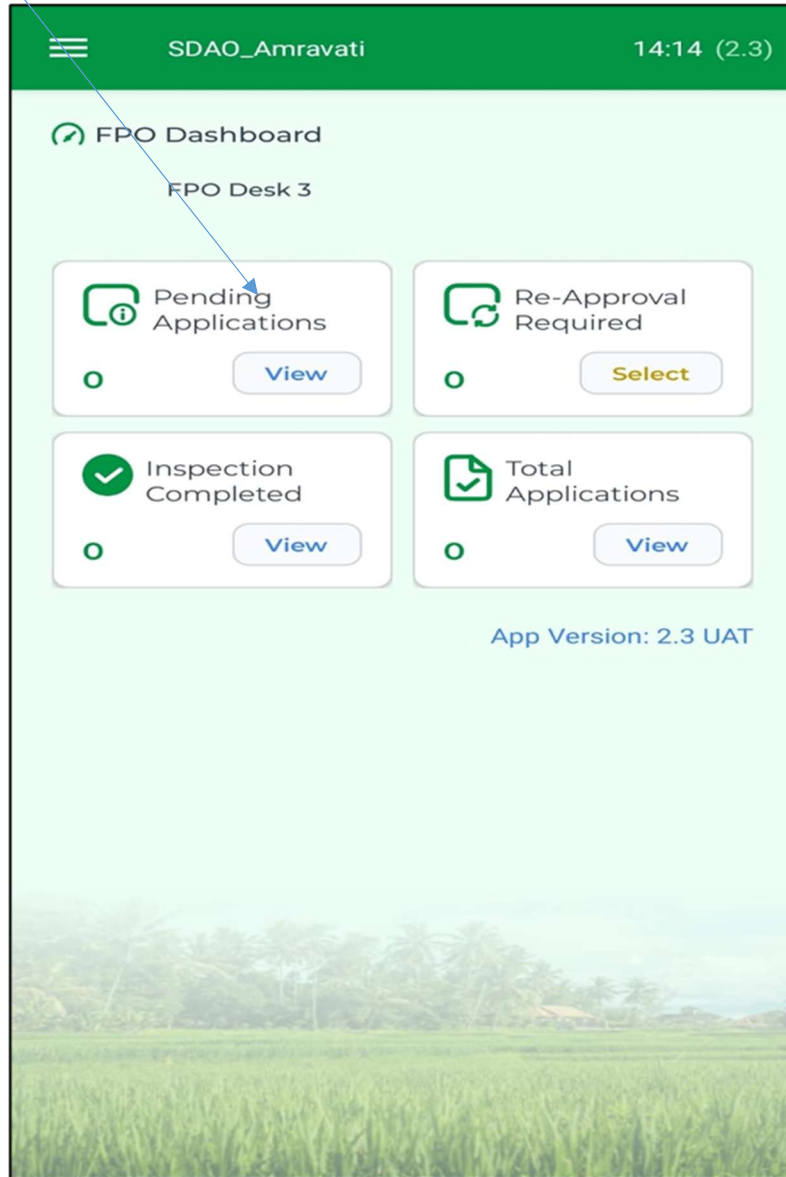 SDAO_Amravati 14:14 (2.3)
FPO Dashboard
FPO Desk 3
Pending
Applications
0 View
Re-Approval
Required
0 Select
Inspection
Completed
0 View
Total
Applications
0 View
App Version: 2.3 UAT